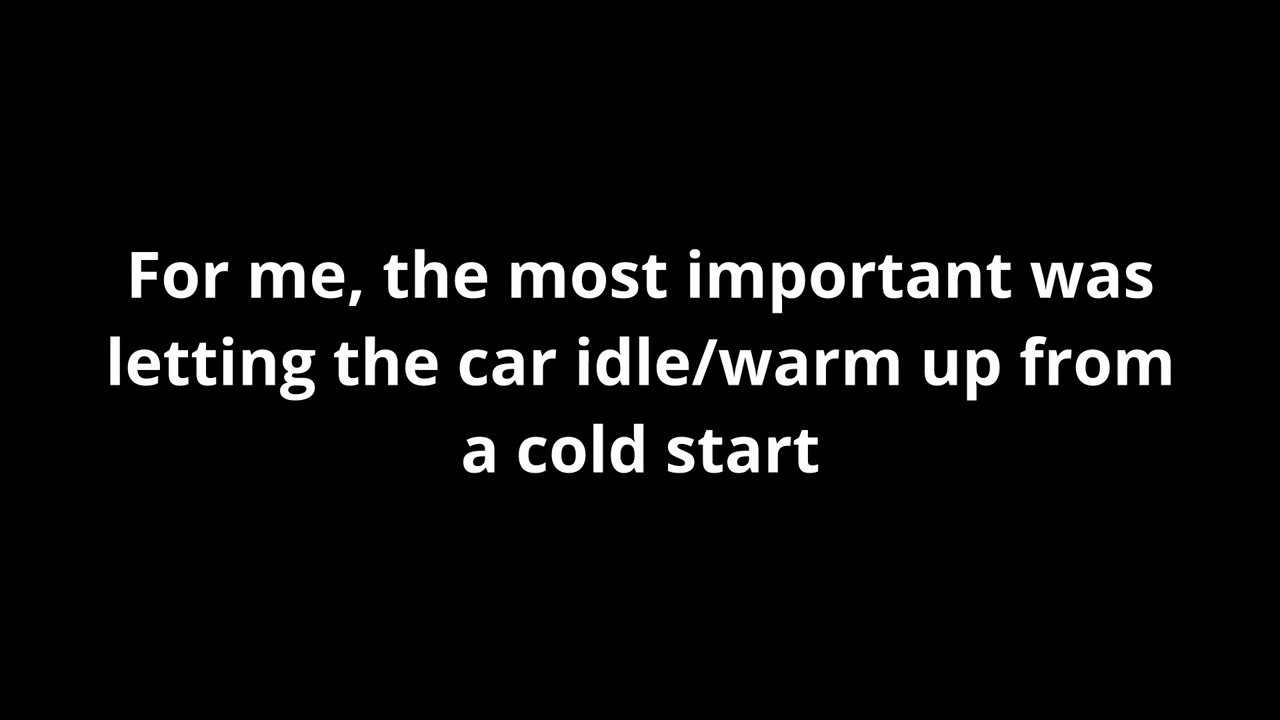 For me, the most important was
letting the car idle/warm up from
a cold start